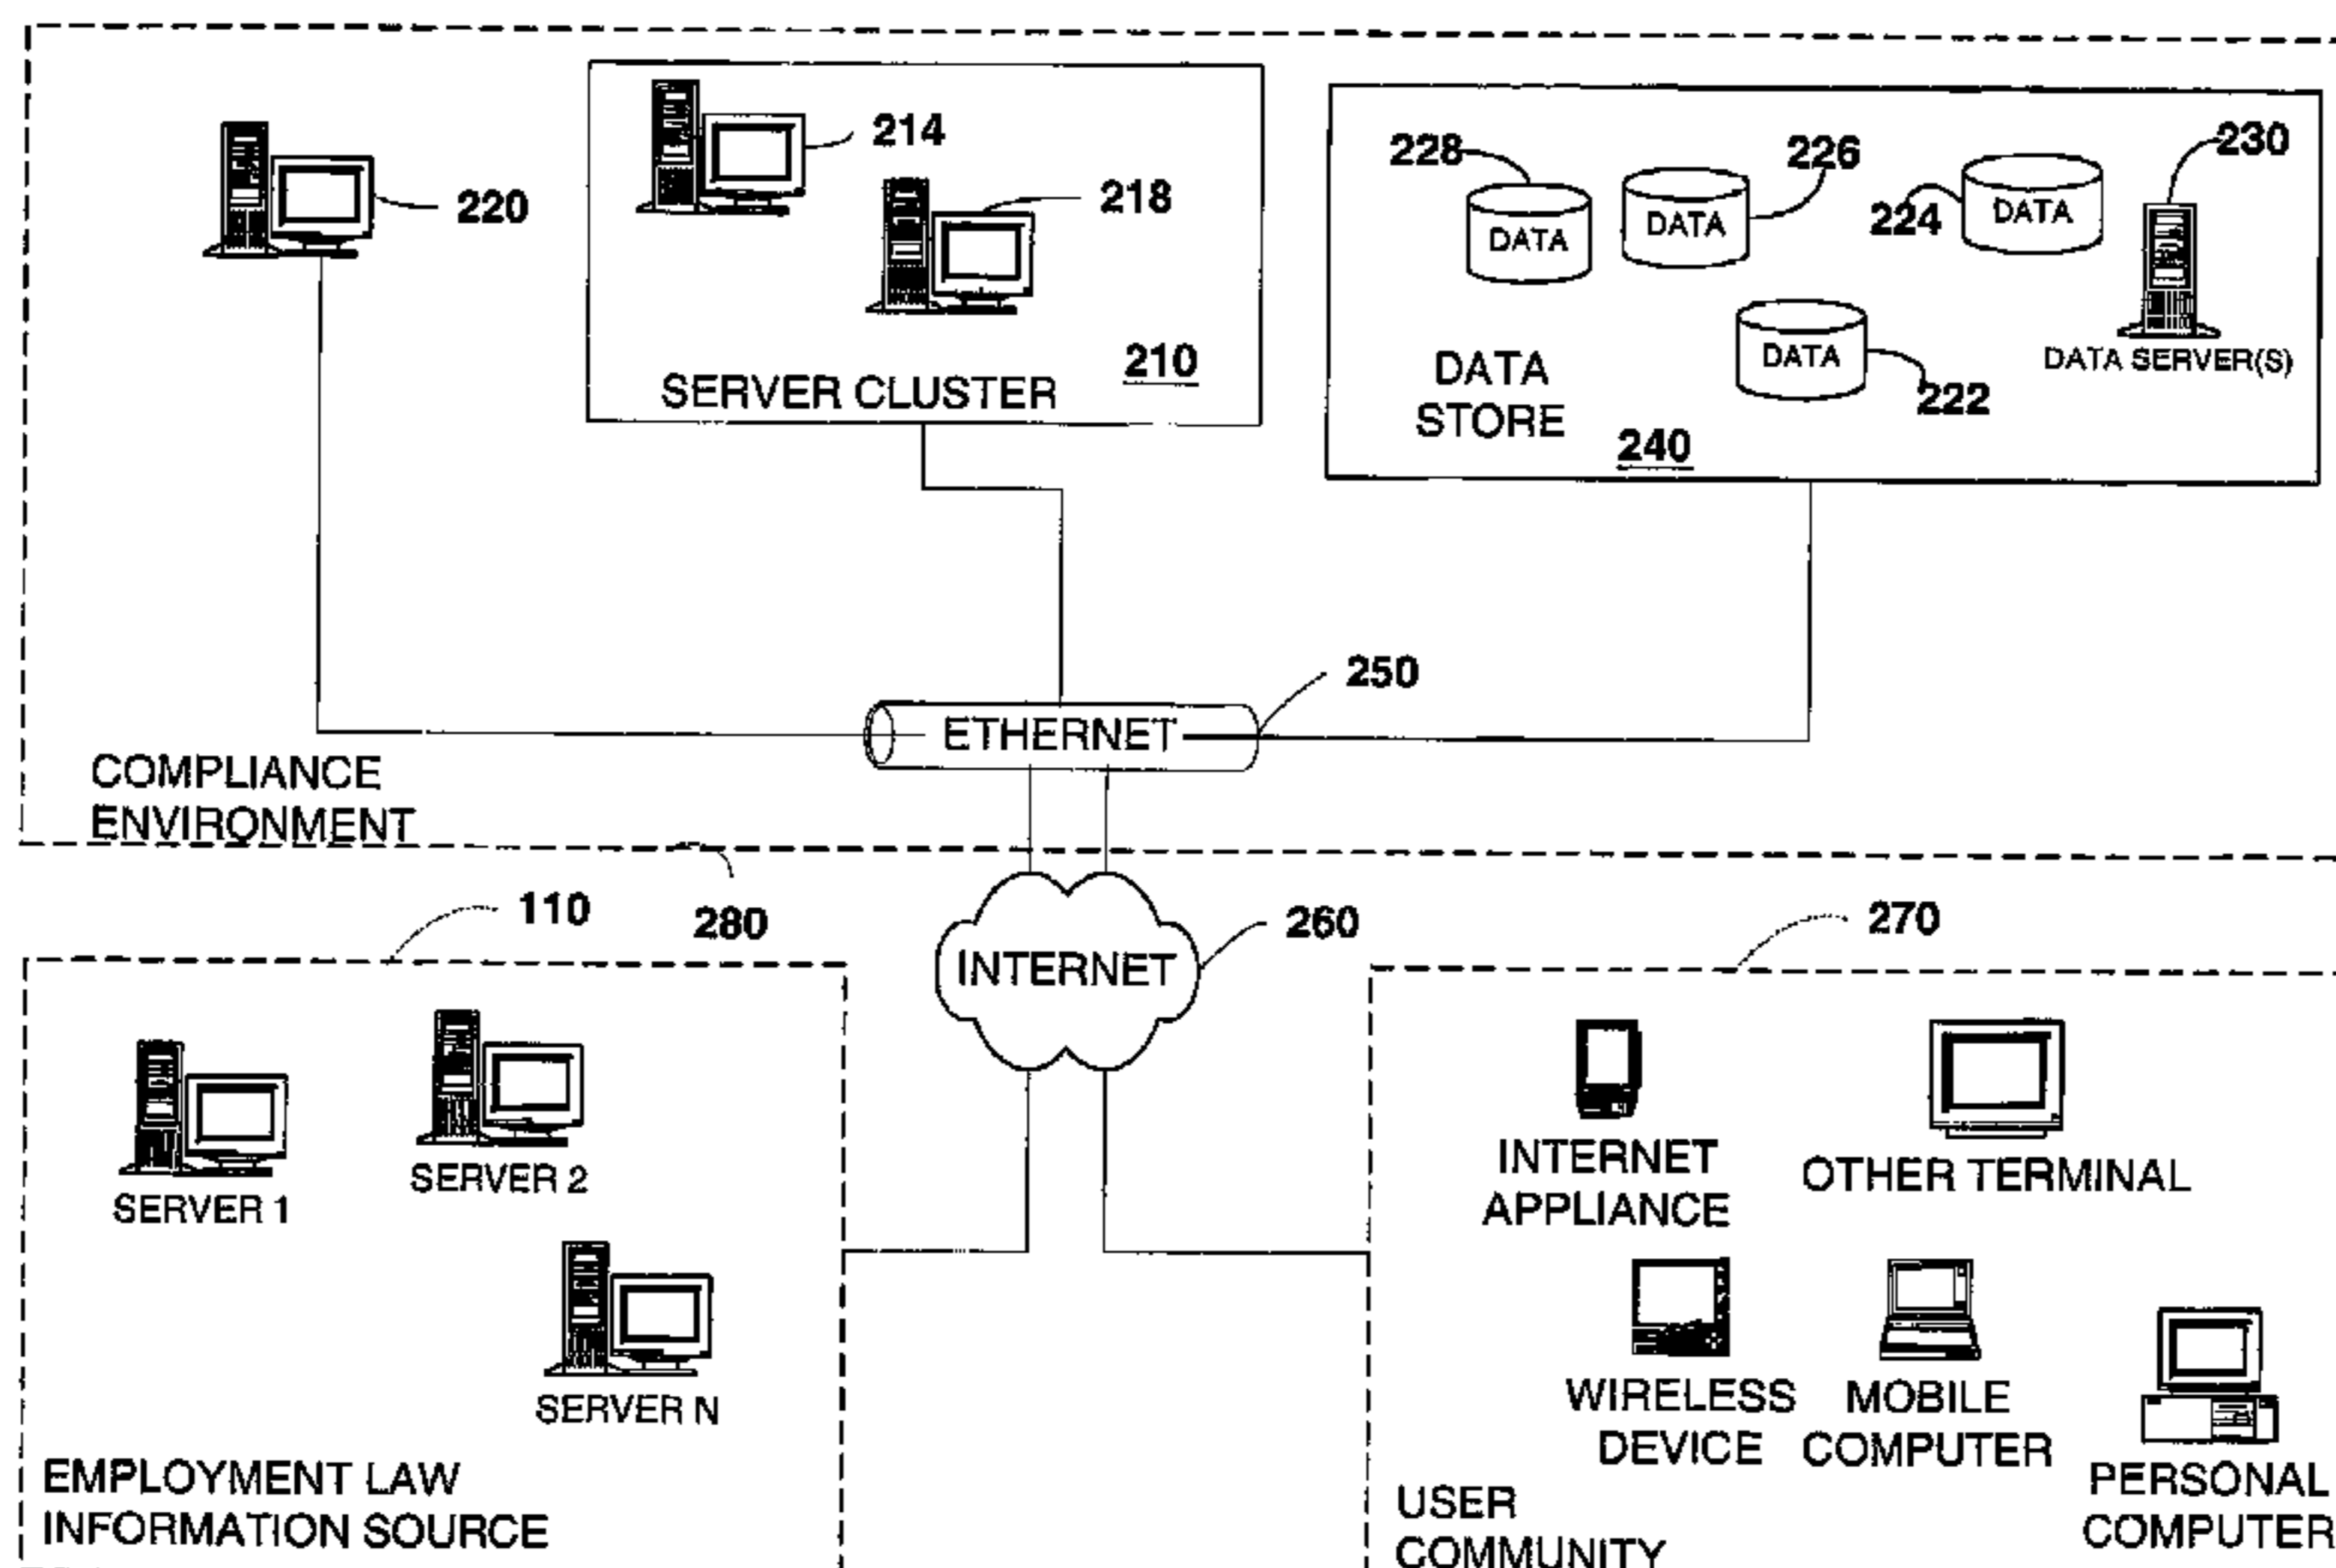 214
220
218
210
SERVER CLUSTER
228
226
230
224
DATA
DATA
DATA
DATA
DATA SERVER(S)
222
DATA
STORE
240
250
ETHERNET
COMPLIANCE
ENVIRONMENT
110
280
260
270
INTERNET
SERVER 1
SERVER 2
SERVER N
EMPLOYMENT LAW
INFORMATION SOURCE
INTERNET
APPLIANCE
OTHER TERMINAL
WIRELESS
DEVICE
MOBILE
COMPUTER
PERSONAL
COMPUTER
USER
COMMUNITY